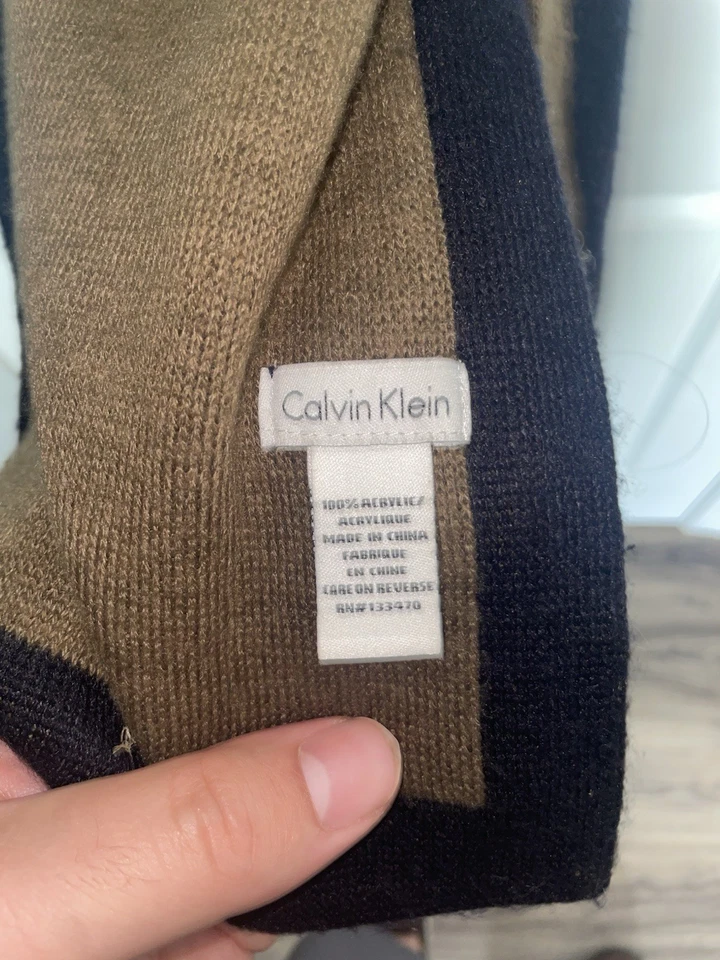 Calvin Klein
100% ACRYLIC/
ACRYLIQUE
MADE IN CHINA
FABRIQUE
EN CHINE
CARE ON REVERSE
RN#133470